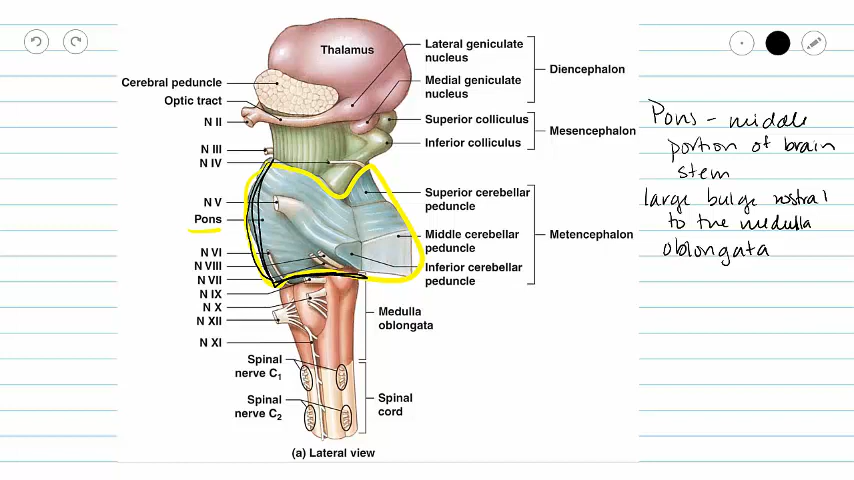 Thalamus
Lateral geniculate
nucleus
Medial geniculate
nucleus
Diencephalon
Cerebral peduncle
Optic tract
N II
Superior colliculus
Inferior colliculus
Mesencephalon
N III
N IV
N V
Pons
Superior cerebellar
peduncle
Middle cerebellar
peduncle
Inferior cerebellar
peduncle
Metencephalon
N VI
N VIII
N VII
N IX
N X
N XII
N XI
Medulla
oblongata
Spinal
nerve C1
Spinal
nerve C2
Spinal
cord
(a) Lateral view
Pons - middle
portion of brain
stem
large bulge rostral
to the medulla
oblongata